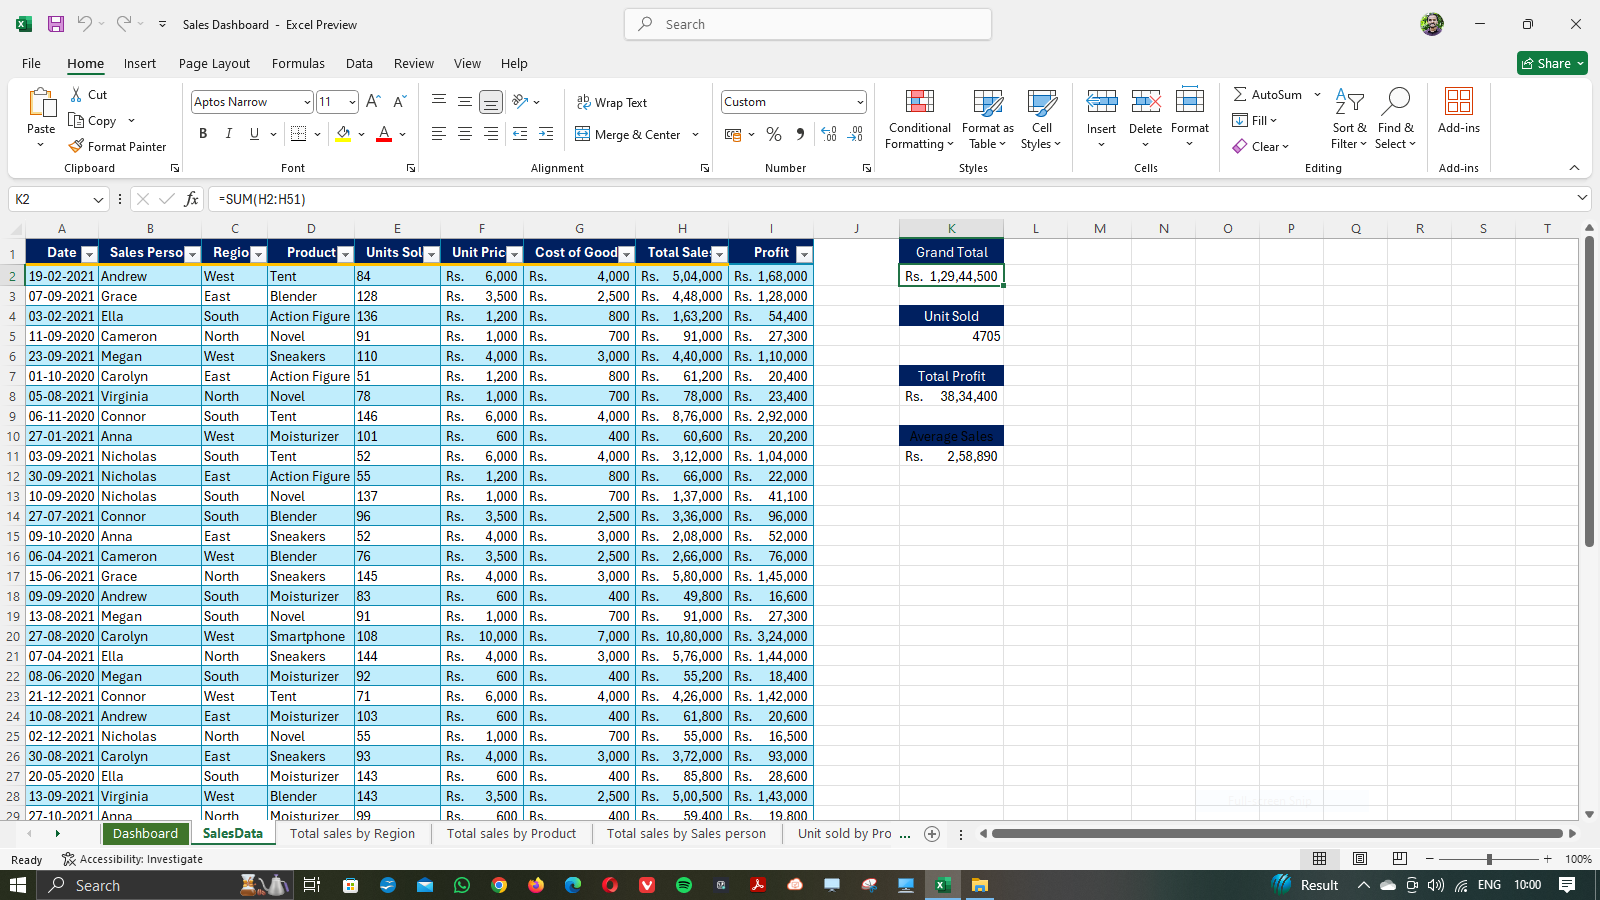 Sales Dashboard - Excel Preview
Search
File Home Insert Page Layout Formulas Data Review View Help
Share
Paste
Cut
Copy
Format Painter
Clipboard
Aptos Narrow 11
B I U
Font
Wrap Text
Merge & Center
Alignment
Custom
Number
Conditional Formatting
Format as Table
Cell Styles
Styles
Insert Delete Format
Cells
AutoSum
Fill
Clear
Sort & Filter
Find & Select
Editing
Add-ins
Add-ins
K2 fx =SUM(H2:H51)
A B C D E F G H I J K L M N O P Q R S T
1 Date Sales Perso Regio Product Units Sol Unit Pric Cost of Good Total Sale Profit Grand Total
2 19-02-2021 Andrew West Tent 84 Rs. 6,000 Rs. 4,000 Rs. 5,04,000 Rs. 1,68,000 Rs. 1,29,44,500
3 07-09-2021 Grace East Blender 128 Rs. 3,500 Rs. 2,500 Rs. 4,48,000 Rs. 1,28,000
4 03-02-2021 Ella South Action Figure 136 Rs. 1,200 Rs. 800 Rs. 1,63,200 Rs. 54,400 Unit Sold
5 11-09-2020 Cameron North Novel 91 Rs. 1,000 Rs. 700 Rs. 91,000 Rs. 27,300 4705
6 23-09-2021 Megan West Sneakers 110 Rs. 4,000 Rs. 3,000 Rs. 4,40,000 Rs. 1,10,000
7 01-10-2020 Carolyn East Action Figure 51 Rs. 1,200 Rs. 800 Rs. 61,200 Rs. 20,400 Total Profit
8 05-08-2021 Virginia North Novel 78 Rs. 1,000 Rs. 700 Rs. 78,000 Rs. 23,400 Rs. 38,34,400
9 06-11-2020 Connor South Tent 146 Rs. 6,000 Rs. 4,000 Rs. 8,76,000 Rs. 2,92,000
10 27-01-2021 Anna West Moisturizer 101 Rs. 600 Rs. 400 Rs. 60,600 Rs. 20,200 Average Sales
11 03-09-2021 Nicholas South Tent 52 Rs. 6,000 Rs. 4,000 Rs. 3,12,000 Rs. 1,04,000 Rs. 2,58,890
12 30-09-2021 Nicholas East Action Figure 55 Rs. 1,200 Rs. 800 Rs. 66,000 Rs. 22,000
13 10-09-2020 Nicholas South Novel 137 Rs. 1,000 Rs. 700 Rs. 1,37,000 Rs. 41,100
14 27-07-2021 Connor South Blender 96 Rs. 3,500 Rs. 2,500 Rs. 3,36,000 Rs. 96,000
15 09-10-2020 Anna East Sneakers 52 Rs. 4,000 Rs. 3,000 Rs. 2,08,000 Rs. 52,000
16 06-04-2021 Cameron West Blender 76 Rs. 3,500 Rs. 2,500 Rs. 2,66,000 Rs. 76,000
17 15-06-2021 Grace North Sneakers 145 Rs. 4,000 Rs. 3,000 Rs. 5,80,000 Rs. 1,45,000
18 09-09-2020 Andrew South Moisturizer 83 Rs. 600 Rs. 400 Rs. 49,800 Rs. 16,600
19 13-08-2021 Megan South Novel 91 Rs. 1,000 Rs. 700 Rs. 91,000 Rs. 27,300
20 27-08-2020 Carolyn West Smartphone 108 Rs. 10,000 Rs. 7,000 Rs. 10,80,000 Rs. 3,24,000
21 07-04-2021 Ella North Sneakers 144 Rs. 4,000 Rs. 3,000 Rs. 5,76,000 Rs. 1,44,000
22 08-06-2020 Megan South Moisturizer 92 Rs. 600 Rs. 400 Rs. 55,200 Rs. 18,400
23 21-12-2021 Connor West Tent 71 Rs. 6,000 Rs. 4,000 Rs. 4,26,000 Rs. 1,42,000
24 10-08-2021 Andrew East Moisturizer 103 Rs. 600 Rs. 400 Rs. 61,800 Rs. 20,600
25 02-12-2021 Nicholas North Novel 55 Rs. 1,000 Rs. 700 Rs. 55,000 Rs. 16,500
26 30-08-2021 Carolyn East Sneakers 93 Rs. 4,000 Rs. 3,000 Rs. 3,72,000 Rs. 93,000
27 20-05-2020 Ella South Moisturizer 143 Rs. 600 Rs. 400 Rs. 85,800 Rs. 28,600
28 13-09-2021 Virginia West Blender 143 Rs. 3,500 Rs. 2,500 Rs. 5,00,500 Rs. 1,43,000
29 27-10-2021 Anna North Moisturizer 99 Rs. 600 Rs. 400 Rs. 59,400 Rs. 19,800
Dashboard SalesData Total sales by Region Total sales by Product Total sales by Sales person Unit sold by Pro ...
Ready Accessibility: Investigate 100%
Search Result ENG 10:00